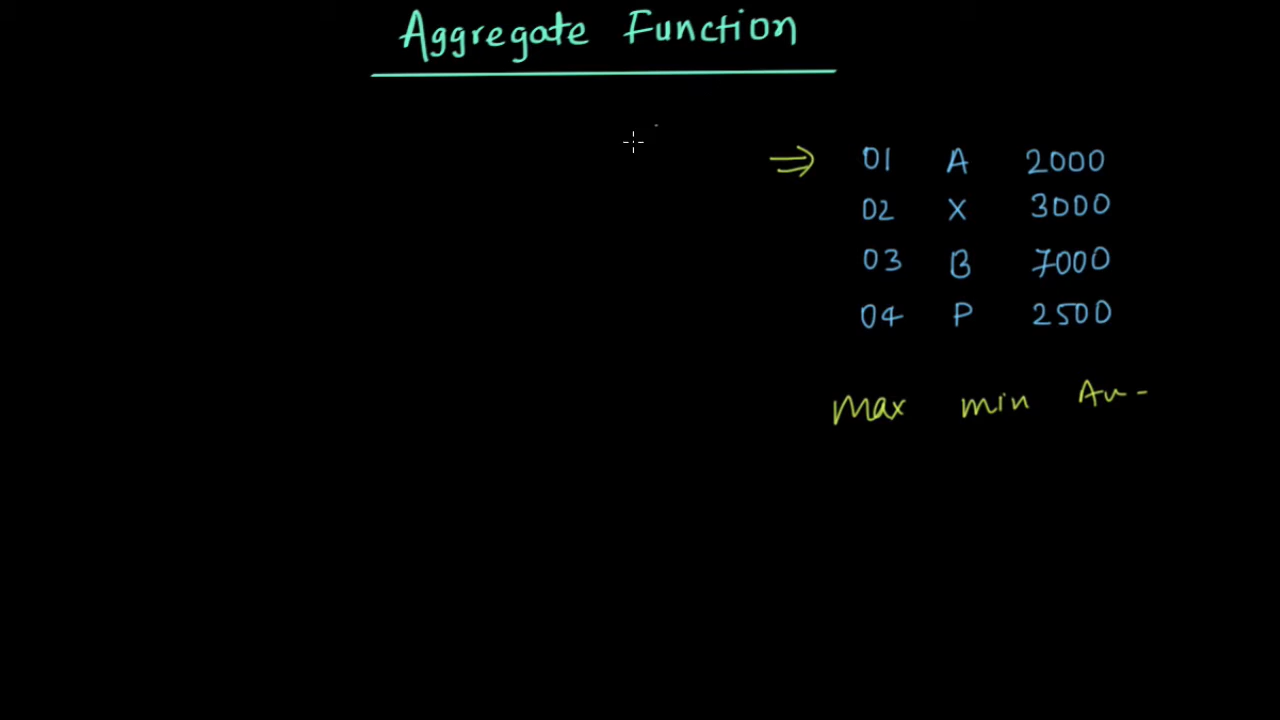 Aggregate Function
01 A 2000
02 X 3000
03 B 7000
04 P 2500
Max min